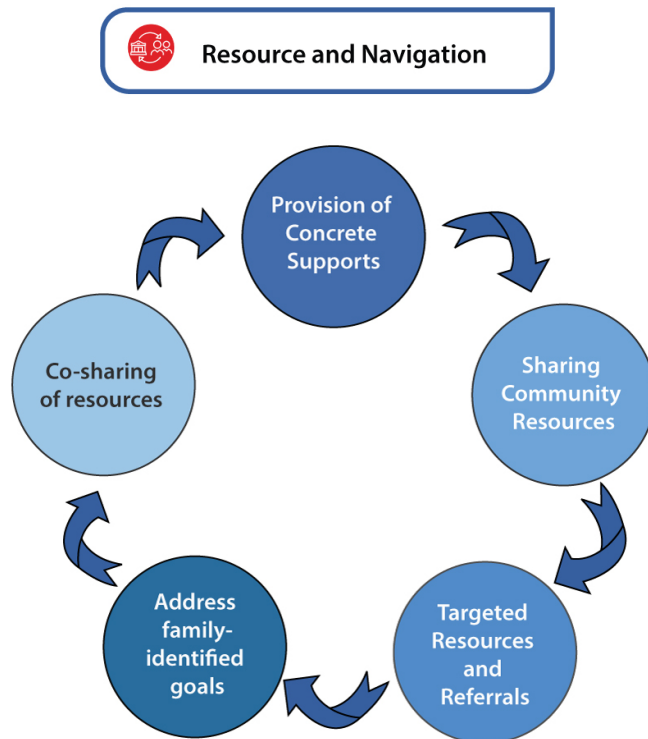 Resource and Navigation
Provision of
Concrete
Supports
Sharing
Community
Resources
Targeted
Resources
and
Referrals
Address
family-
identified
goals
Co-sharing
of resources